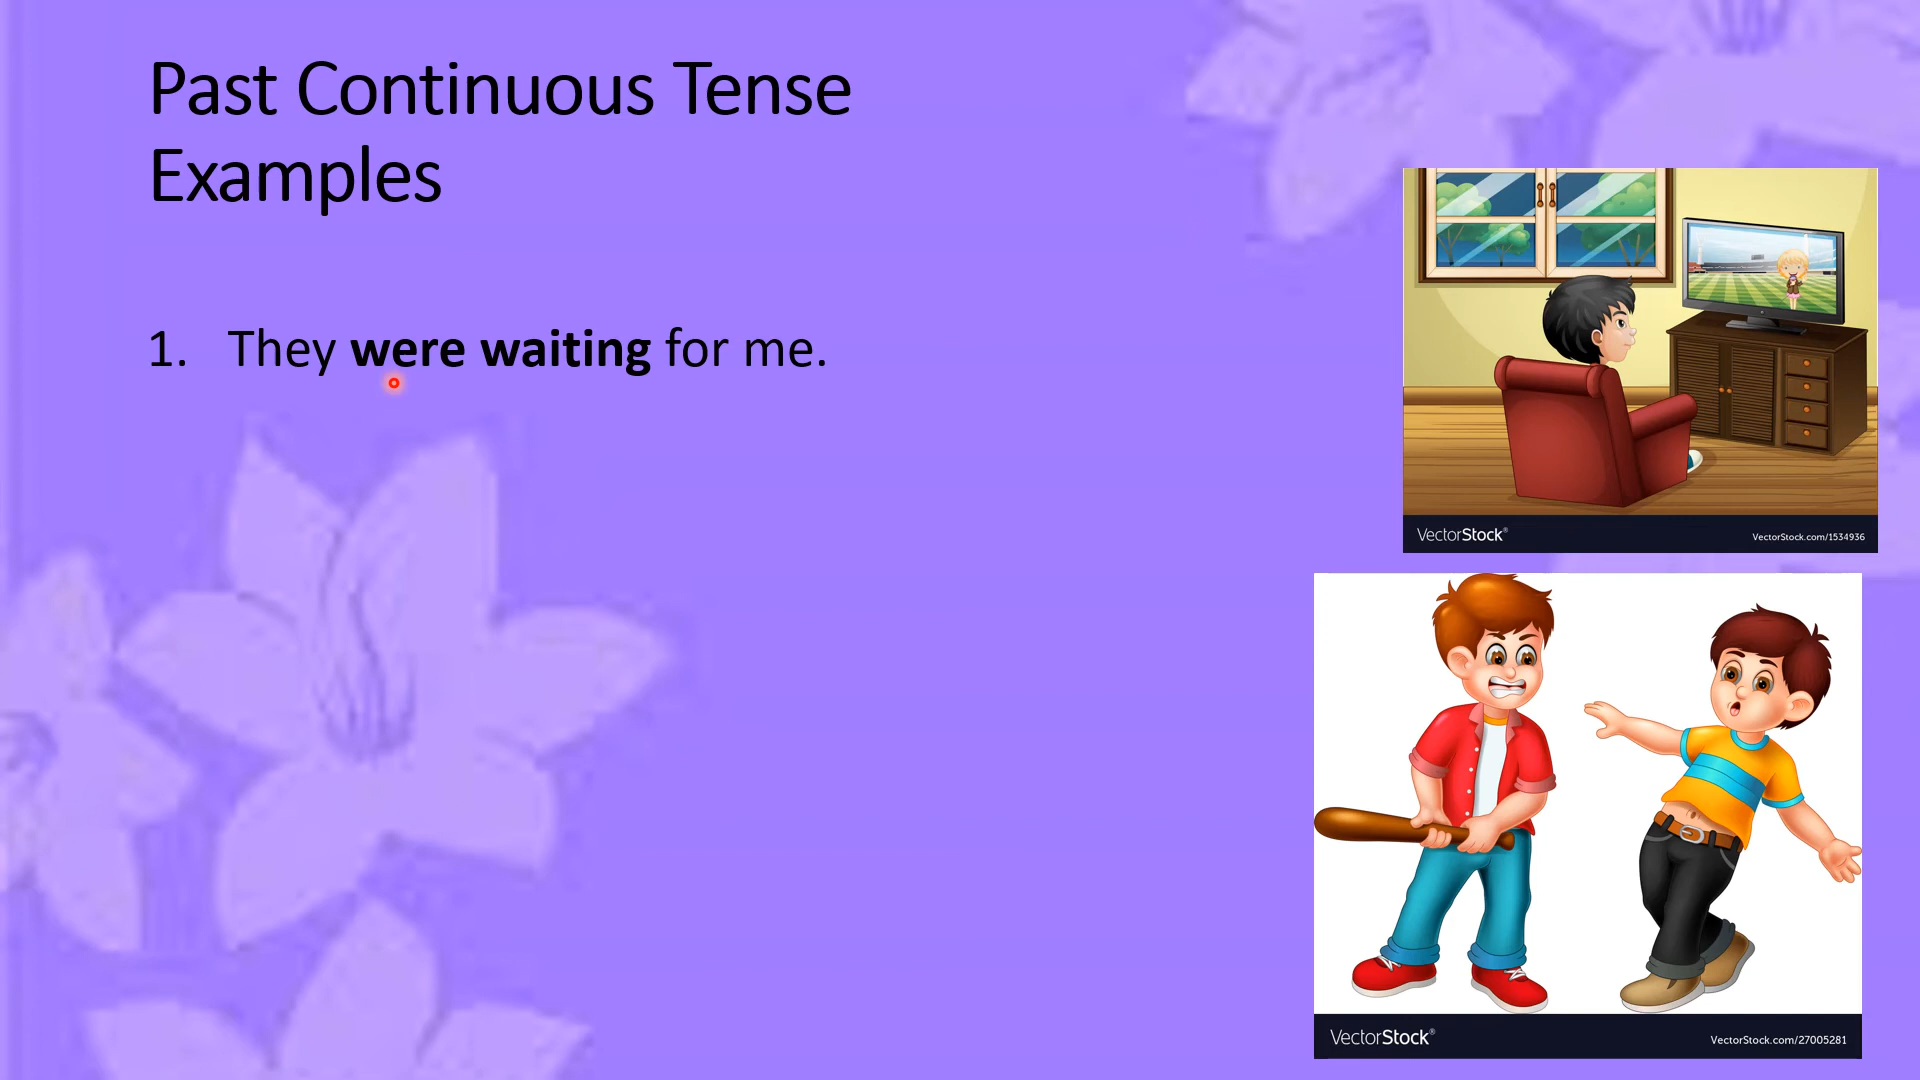 Past Continuous Tense
Examples
1. They were waiting for me.
VectorStock®
VectorStock.com/1534936
VectorStock®
VectorStock.com/27005281